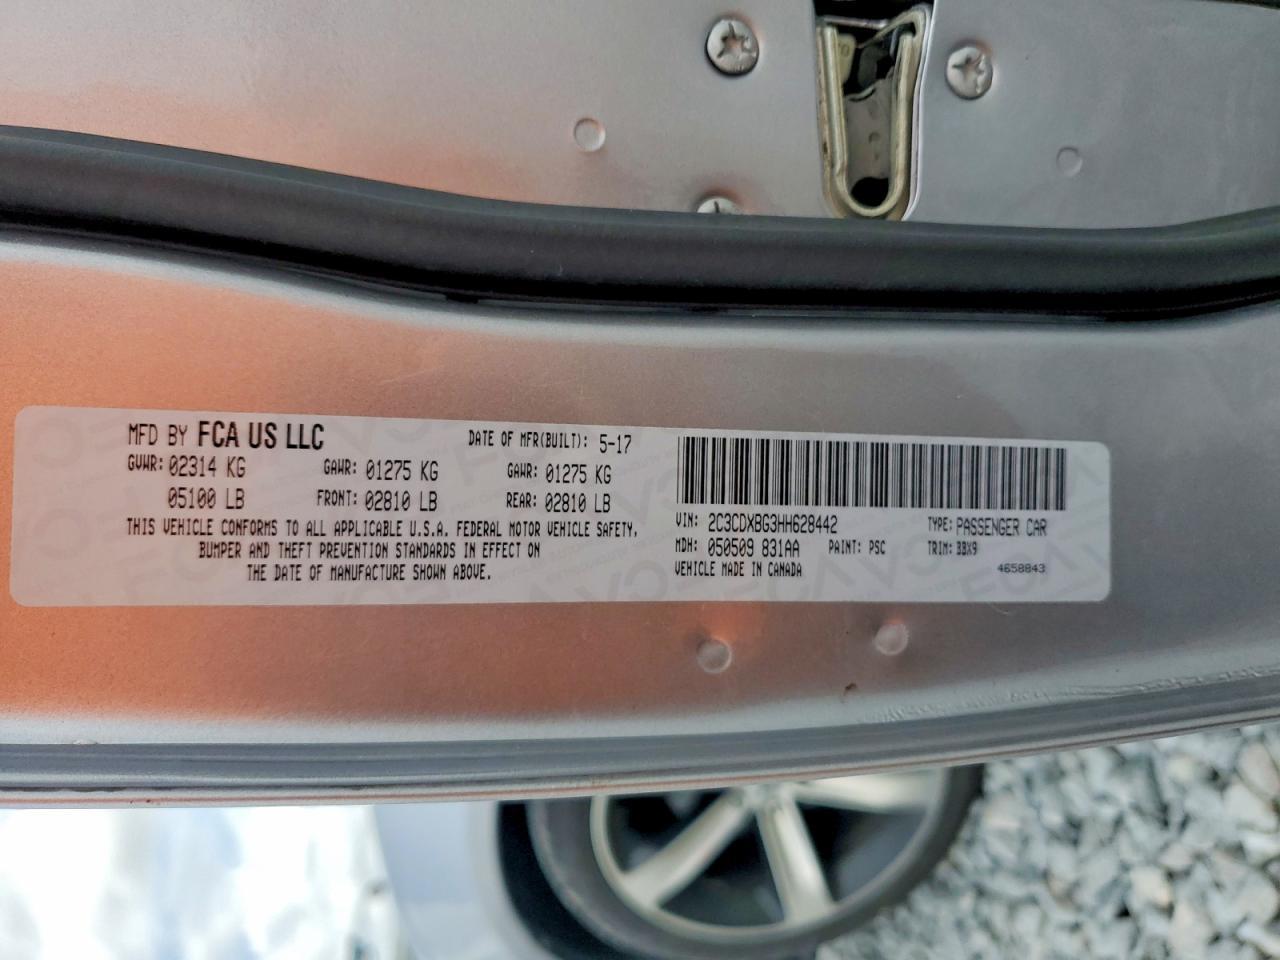 MFD BY FCA US LLC DATE OF MFR(BUILT): 5-17
GVWR: 02314 KG GAWR: 01275 KG GAWR: 01275 KG
05100 LB FRONT: 02810 LB REAR: 02810 LB
THIS VEHICLE CONFORMS TO ALL APPLICABLE U.S.A. FEDERAL MOTOR VEHICLE SAFETY,
BUMPER AND THEFT PREVENTION STANDARDS IN EFFECT ON
THE DATE OF MANUFACTURE SHOWN ABOVE.
VIN: 2C3CDXBG3HH628442 TYPE: PASSENGER CAR
MDH: 050509 831AA PAINT: PSC TRIM: BBX9
VEHICLE MADE IN CANADA 4658843